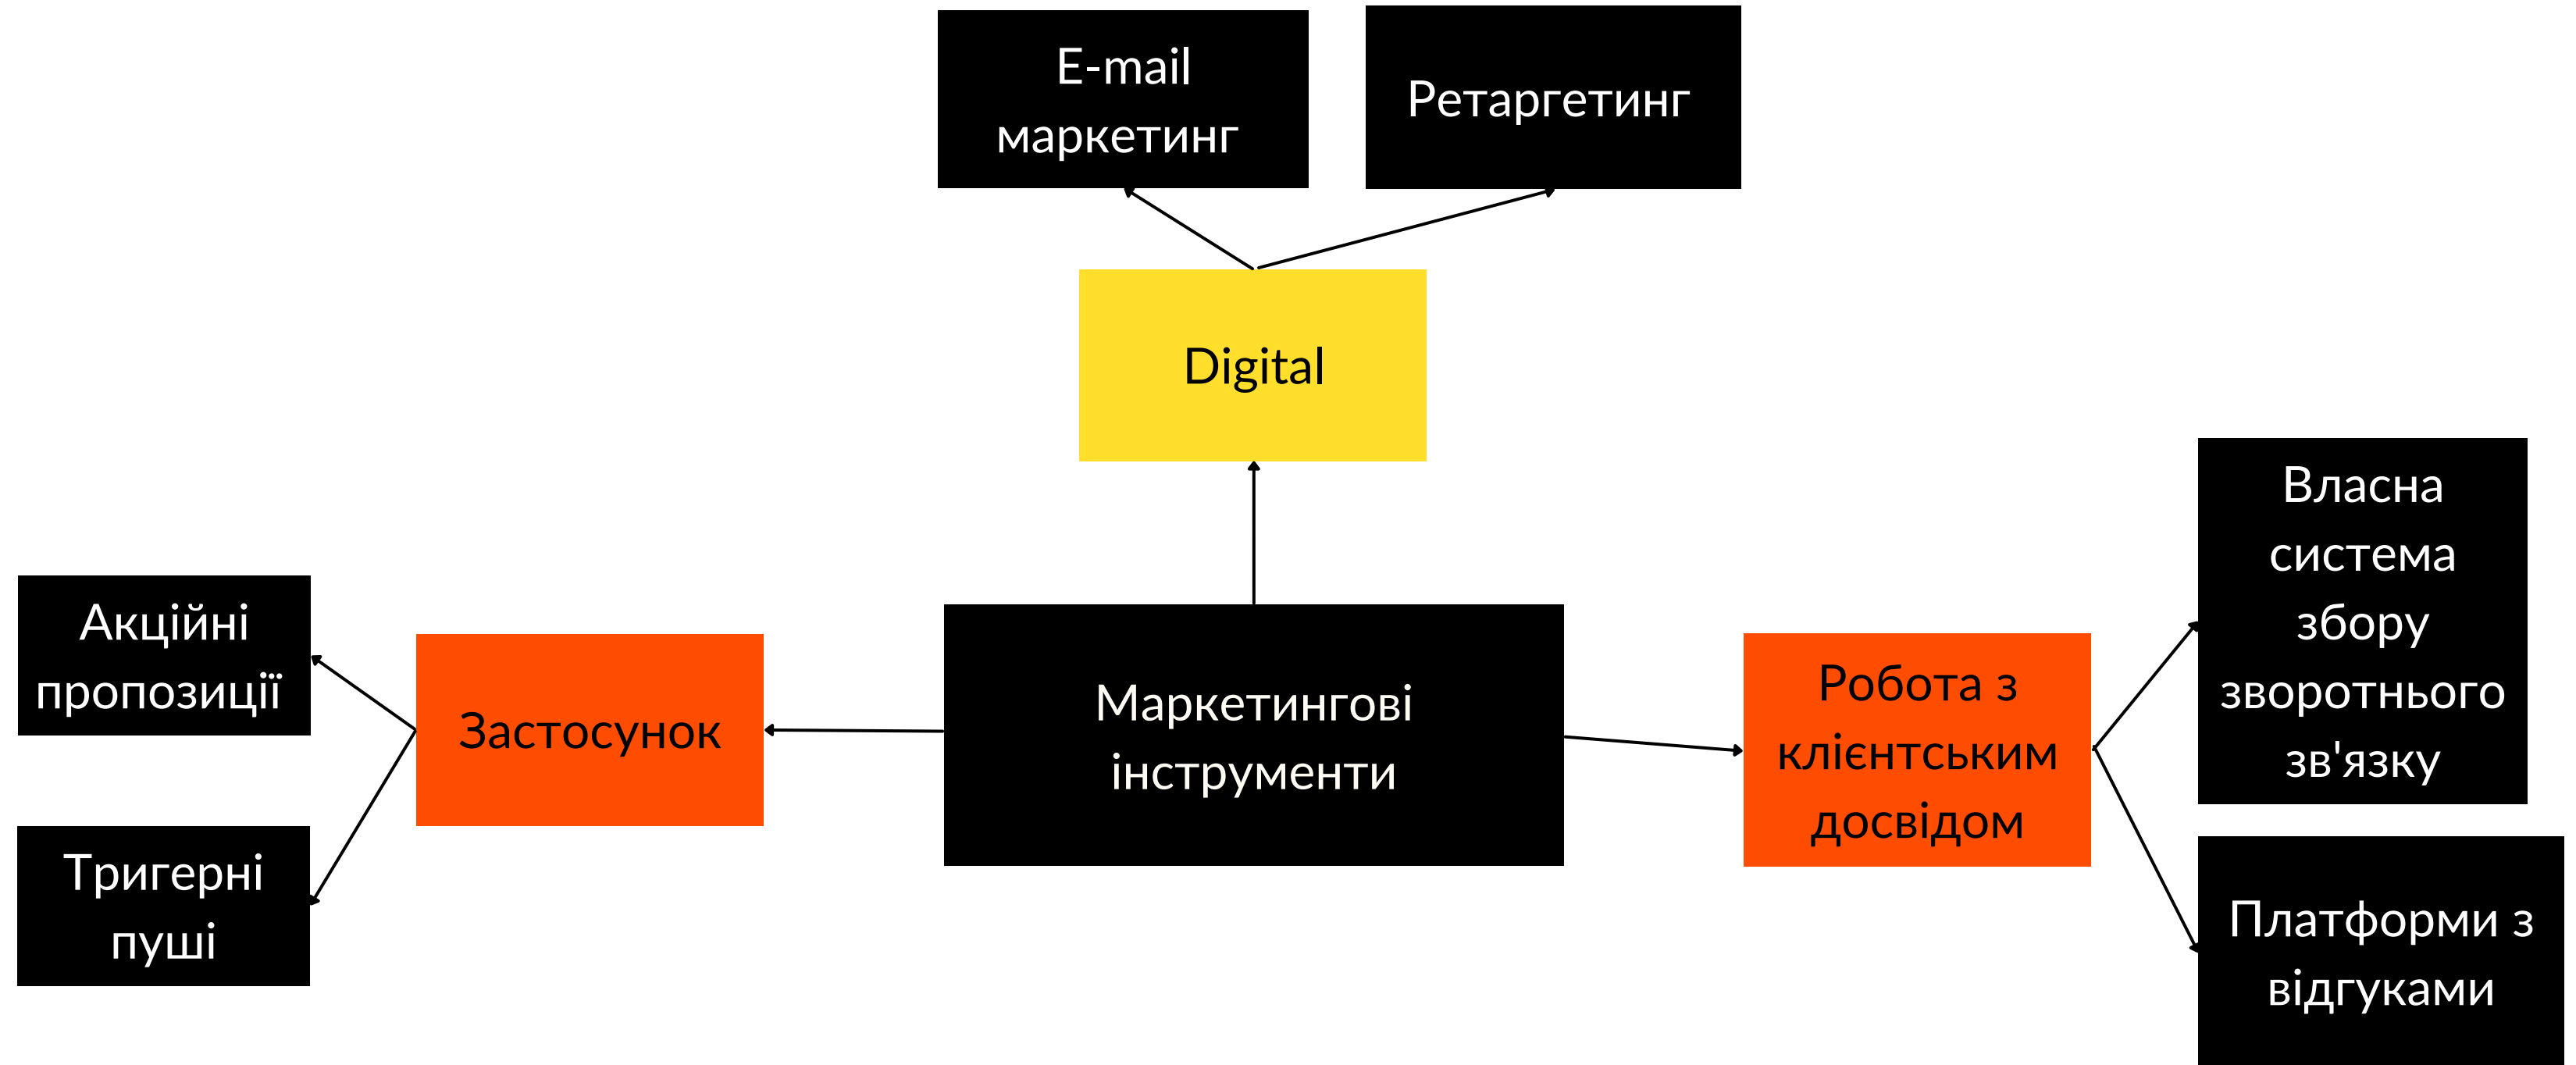 E-mail
маркетинг
Ретаргетинг
Digital
Власна
система
збору
зворотнього
зв'язку
Акційні
пропозиції
Застосунок
Маркетингові
інструменти
Робота з
клієнтським
досвідом
Тригерні
пуші
Платформи з
відгуками